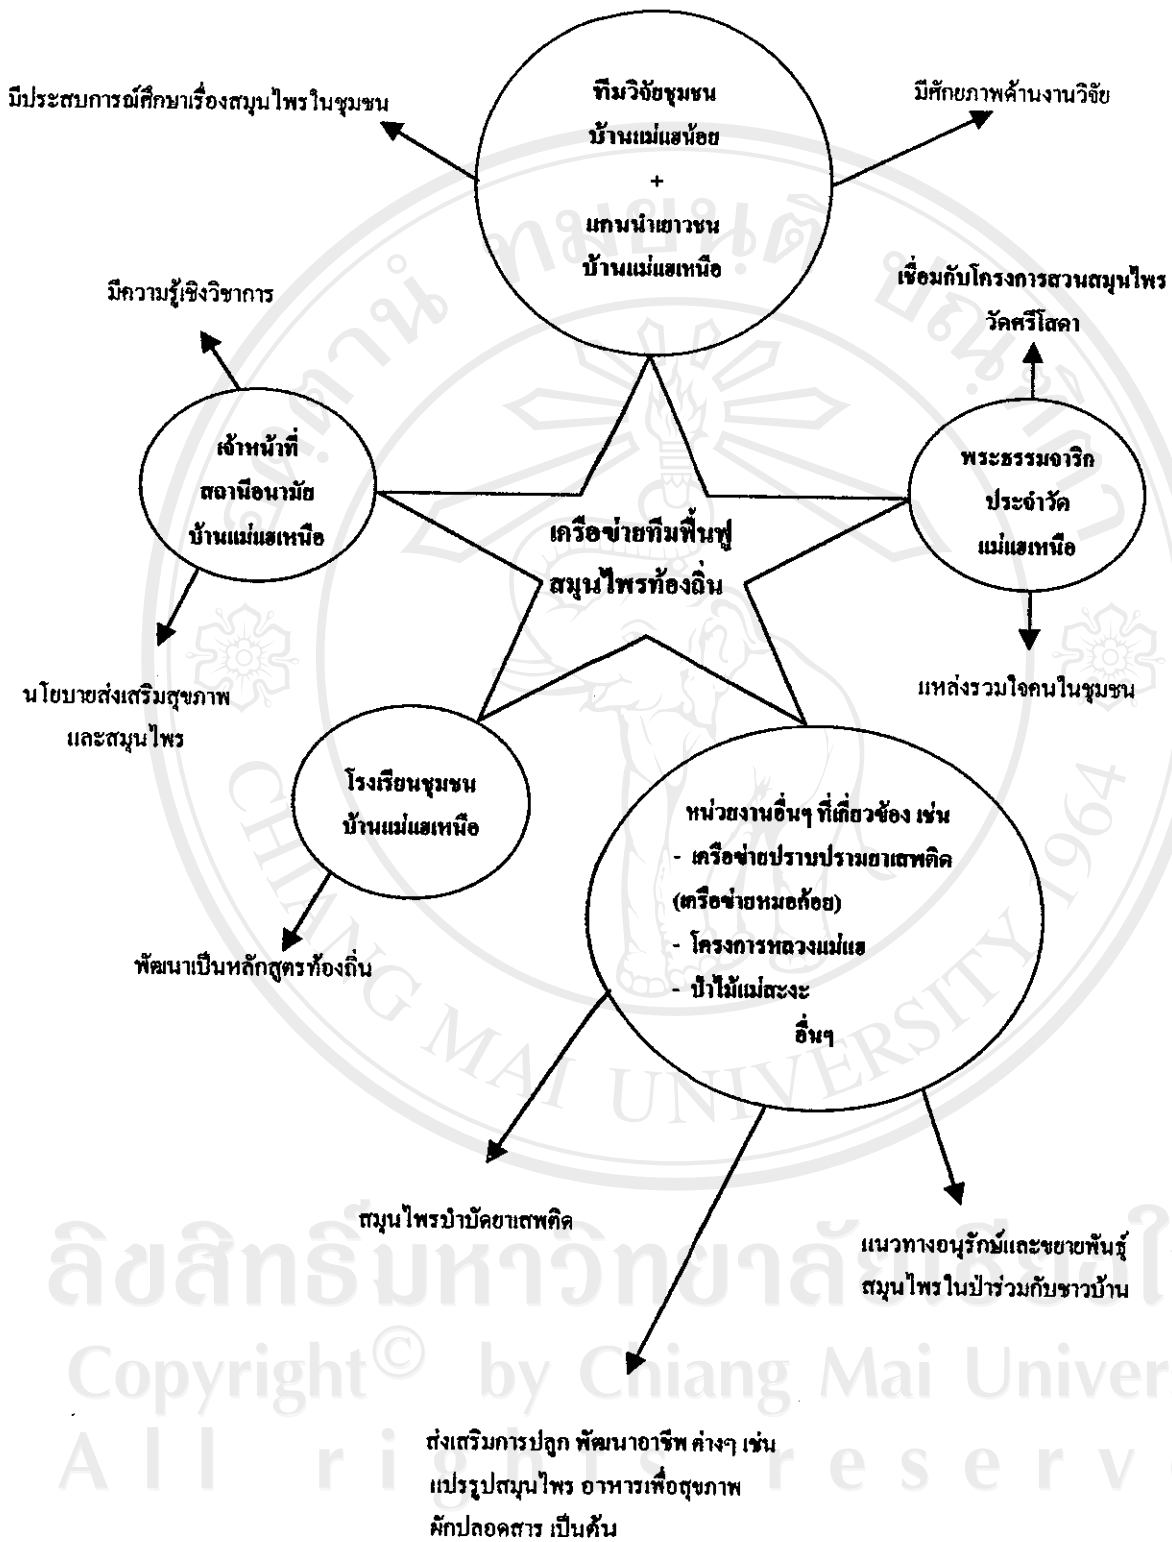 ทีมวิจัยชุมชน
บ้านแม่แฮน้อย
+
แกนนำเยาวชน
บ้านแม่แฮเหนือ
มีประสบการณ์ศึกษาเรื่องสมุนไพรในชุมชน
มีศักยภาพด้านงานวิจัย
มีความรู้เชิงวิชาการ
เชื่อมกับโครงการสวนสมุนไพร
วัดศรีโสดา
เจ้าหน้าที่
สถานีอนามัย
บ้านแม่แฮเหนือ
พระธรรมจาริก
ประจำวัด
แม่แฮเหนือ
เครือข่ายทีมฟื้นฟู
สมุนไพรท้องถิ่น
นโยบายส่งเสริมสุขภาพ
และสมุนไพร
แหล่งรวมใจคนในชุมชน
โรงเรียนชุมชน
บ้านแม่แฮเหนือ
หน่วยงานอื่นๆ ที่เกี่ยวข้อง เช่น
- เครือข่ายปราบปรามยาเสพติด
(เครือข่ายหมอก้อย)
- โครงการหลวงแม่แฮ
- ป่าไม้แม่สะงะ
อื่นๆ
พัฒนาเป็นหลักสูตรท้องถิ่น
สมุนไพรบำบัดยาเสพติด
แนวทางอนุรักษ์และขยายพันธุ์
สมุนไพรในป่าร่วมกับชาวบ้าน
ส่งเสริมการปลูก พัฒนาอาชีพ ต่างๆ เช่น
แปรรูปสมุนไพร อาหารเพื่อสุขภาพ
ผักปลอดสาร เป็นต้น
CHIANG MAI UNIVERSITY 1964
ลิขสิทธิ์มหาวิทยาลัยเชียงให
Copyright© by Chiang Mai Univer
All rights reserv